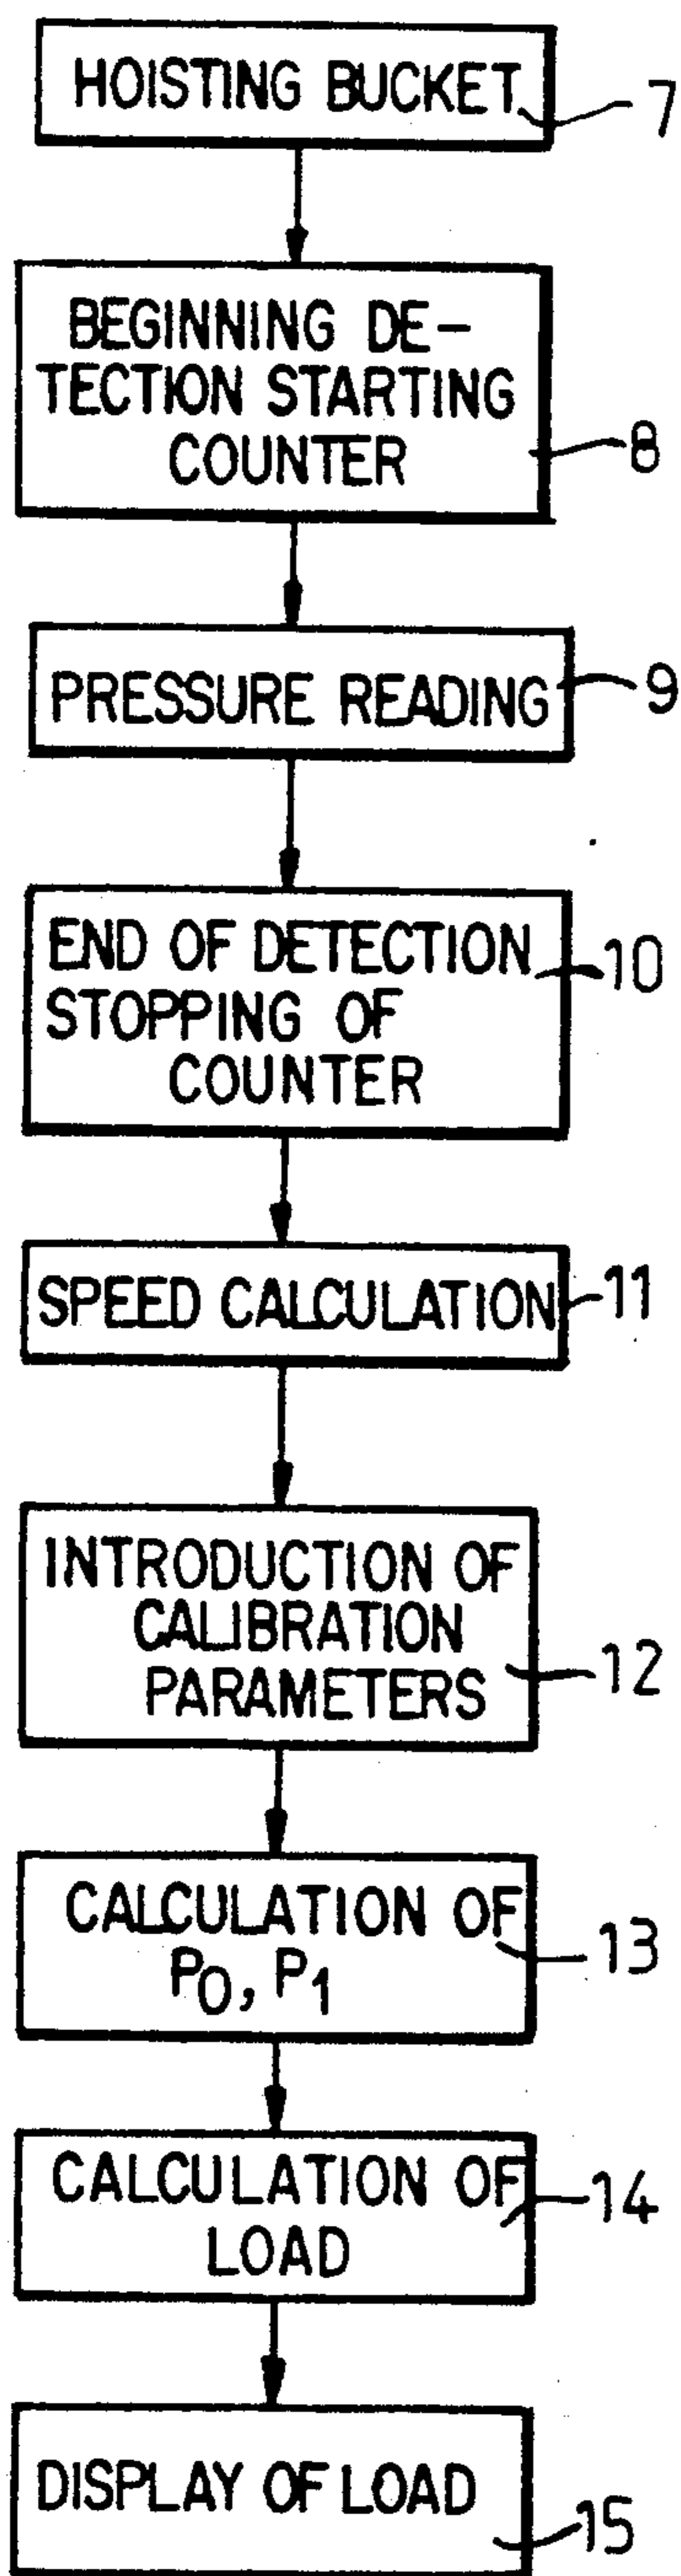 HOISTING BUCKET
7
BEGINNING DE-
TECTION STARTING
COUNTER
8
PRESSURE READING
9
END OF DETECTION
STOPPING OF
COUNTER
10
SPEED CALCULATION
11
INTRODUCTION OF
CALIBRATION
PARAMETERS
12
CALCULATION OF
P0, P1
13
CALCULATION OF
LOAD
14
DISPLAY OF LOAD
15